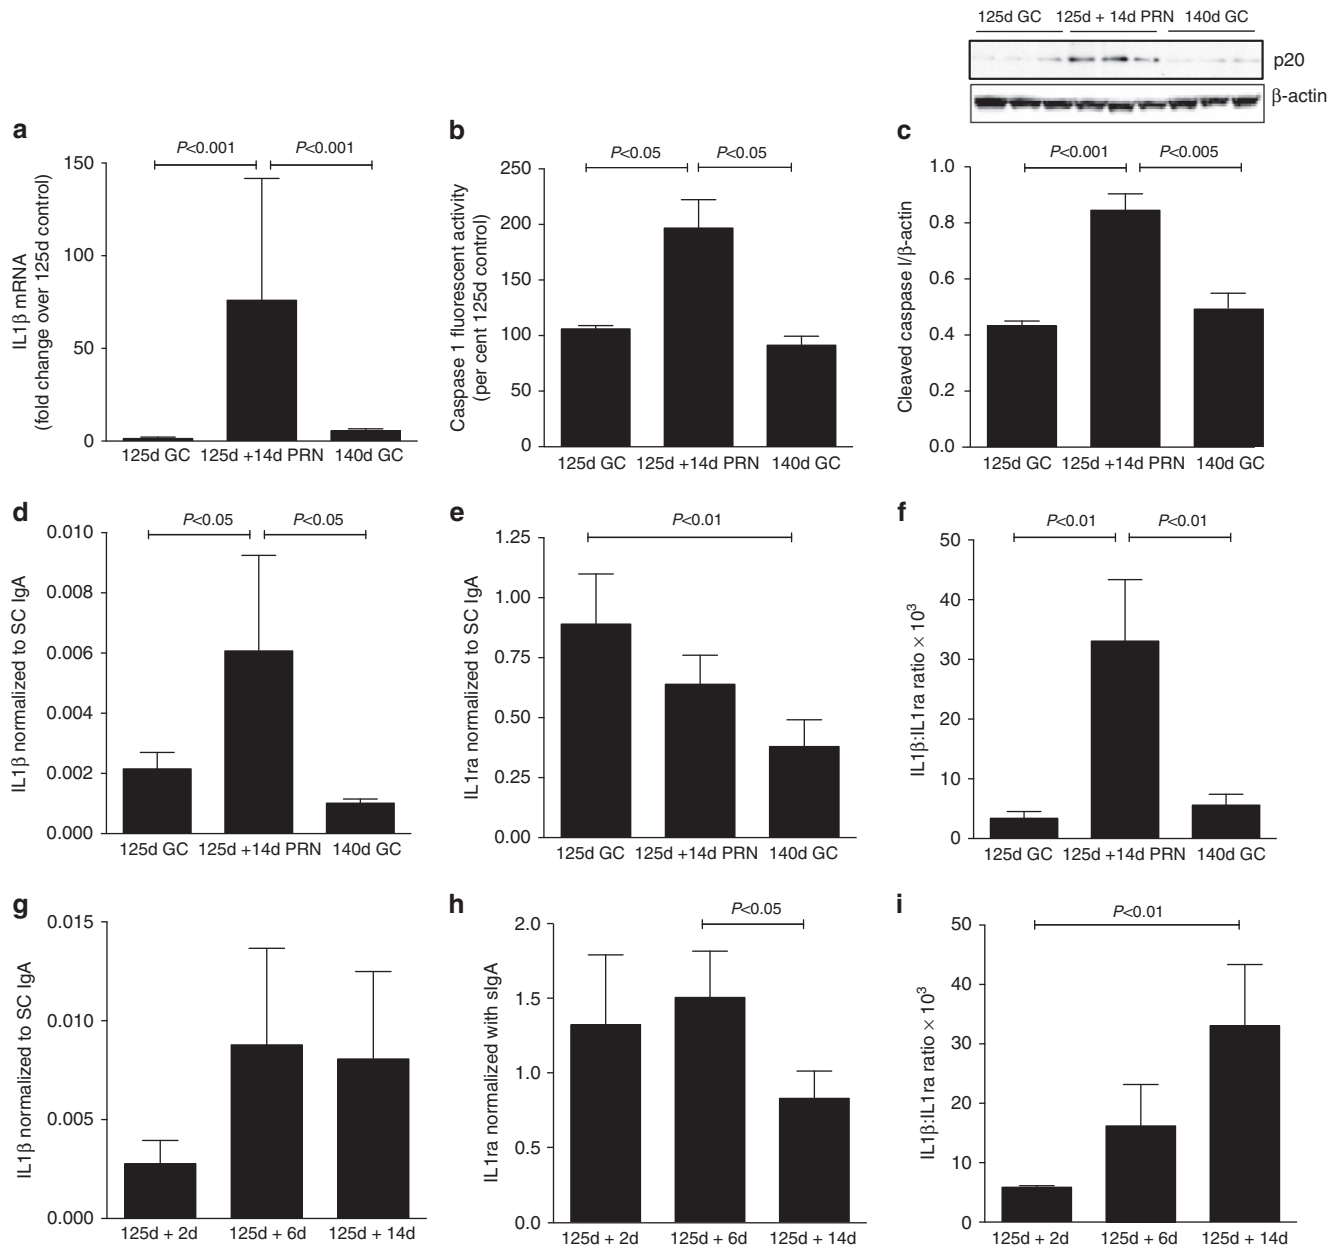 125d GC 125d + 14d PRN 140d GC
p20
β-actin
a
P<0.001 P<0.001
IL1β mRNA
(fold change over 125d control)
150
100
50
0
125d GC 125d +14d PRN 140d GC
b
P<0.05 P<0.05
Caspase 1 fluorescent activity
(per cent 125d control)
250
200
150
100
50
0
125d GC 125d +14d PRN 140d GC
c
P<0.001 P<0.005
Cleaved caspase I/β-actin
1.0
0.8
0.6
0.4
0.2
0.0
125d GC 125d +14d PRN 140d GC
d
P<0.05 P<0.05
IL1β normalized to SC IgA
0.010
0.008
0.006
0.004
0.002
0.000
125d GC 125d +14d PRN 140d GC
e
P<0.01
IL1ra normalized to SC IgA
1.25
1.00
0.75
0.50
0.25
0.00
125d GC 125d +14d PRN 140d GC
f
P<0.01 P<0.01
IL1β:IL1ra ratio × 10³
50
40
30
20
10
0
125d GC 125d +14d PRN 140d GC
g
IL1β normalized to SC IgA
0.015
0.010
0.005
0.000
125d + 2d 125d + 6d 125d + 14d
h
P<0.05
IL1ra normalized with sIgA
2.0
1.5
1.0
0.5
0.0
125d + 2d 125d + 6d 125d + 14d
i
P<0.01
IL1β:IL1ra ratio × 10³
50
40
30
20
10
0
125d + 2d 125d + 6d 125d + 14d